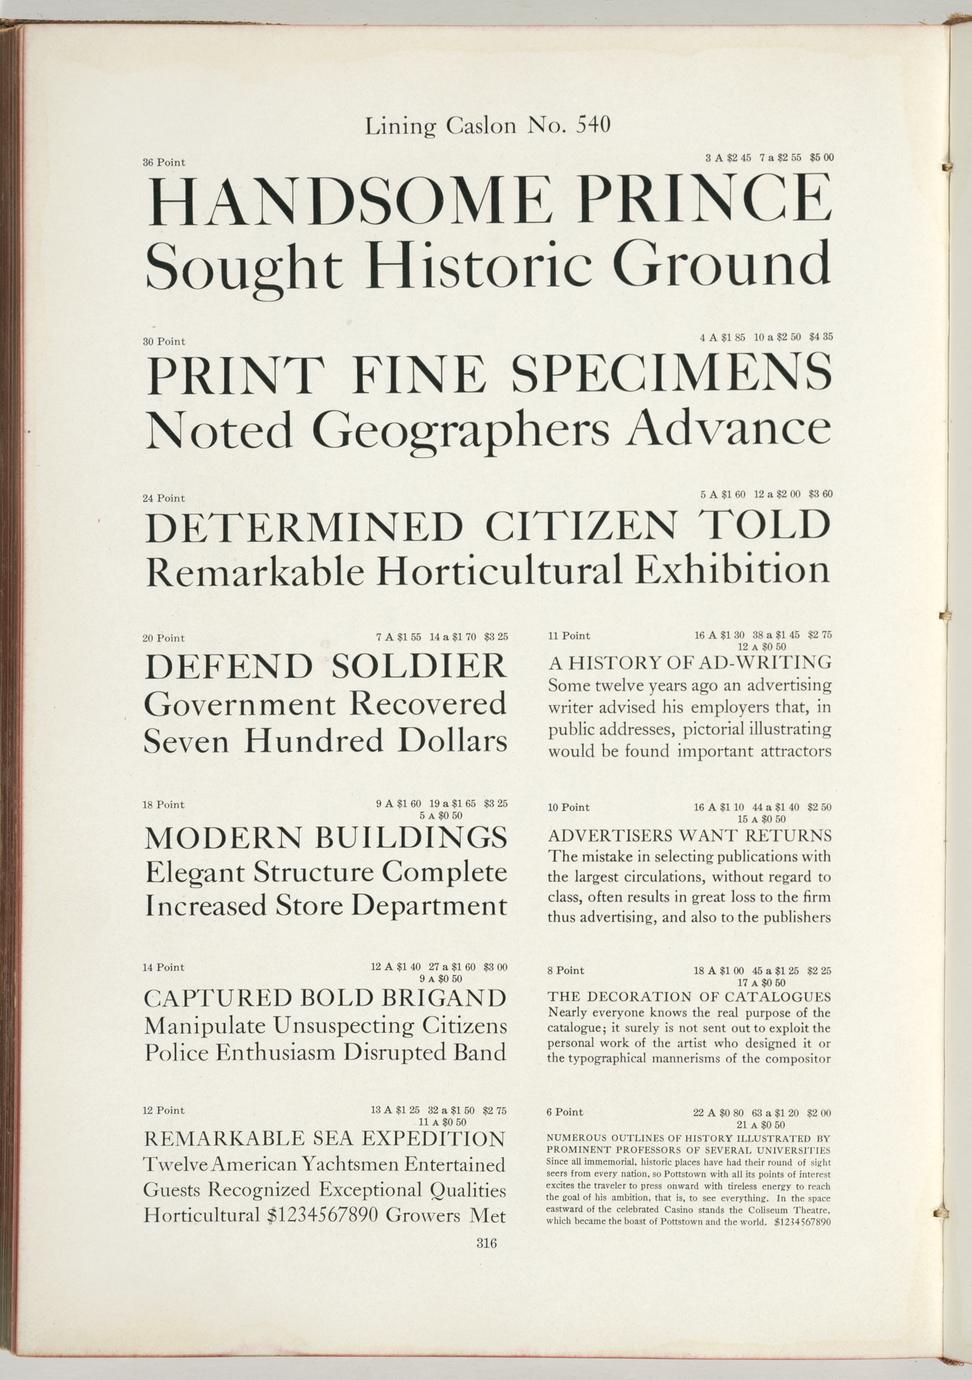 Lining Caslon No. 540
36 Point
3 A $2 45 7 a $2 55 $5 00
HANDSOME PRINCE
Sought Historic Ground
30 Point
4 A $1 85 10 a $2 50 $4 35
PRINT FINE SPECIMENS
Noted Geographers Advance
24 Point
5 A $1 60 12 a $2 00 $3 60
DETERMINED CITIZEN TOLD
Remarkable Horticultural Exhibition
20 Point
7 A $1 55 14 a $1 70 $3 25
DEFEND SOLDIER
Government Recovered
Seven Hundred Dollars
18 Point
9 A $1 60 19 a $1 65 $3 25
5 A $0 50
MODERN BUILDINGS
Elegant Structure Complete
Increased Store Department
14 Point
12 A $1 40 27 a $1 60 $3 00
9 A $0 50
CAPTURED BOLD BRIGAND
Manipulate Unsuspecting Citizens
Police Enthusiasm Disrupted Band
12 Point
13 A $1 25 32 a $1 50 $2 75
11 A $0 50
REMARKABLE SEA EXPEDITION
Twelve American Yachtsmen Entertained
Guests Recognized Exceptional Qualities
Horticultural $1234567890 Growers Met
11 Point
16 A $1 30 38 a $1 45 $2 75
12 A $0 50
A HISTORY OF AD-WRITING
Some twelve years ago an advertising
writer advised his employers that, in
public addresses, pictorial illustrating
would be found important attractors
10 Point
16 A $1 10 44 a $1 40 $2 50
15 A $0 50
ADVERTISERS WANT RETURNS
The mistake in selecting publications with
the largest circulations, without regard to
class, often results in great loss to the firm
thus advertising, and also to the publishers
8 Point
18 A $1 00 45 a $1 25 $2 25
17 A $0 50
THE DECORATION OF CATALOGUES
Nearly everyone knows the real purpose of the
catalogue; it surely is not sent out to exploit the
personal work of the artist who designed it or
the typographical mannerisms of the compositor
6 Point
22 A $0 80 63 a $1 20 $2 00
21 A $0 50
NUMEROUS OUTLINES OF HISTORY ILLUSTRATED BY
PROMINENT PROFESSORS OF SEVERAL UNIVERSITIES
Since all immemorial, historic places have had their round of sight
seers from every nation, so Pottstown with all its points of interest
excites the traveler to press onward with tireless energy to reach
the goal of his ambition, that is, to see everything. In the space
eastward of the celebrated Casino stands the Coliseum Theatre,
which became the boast of Pottstown and the world. $1234567890
316